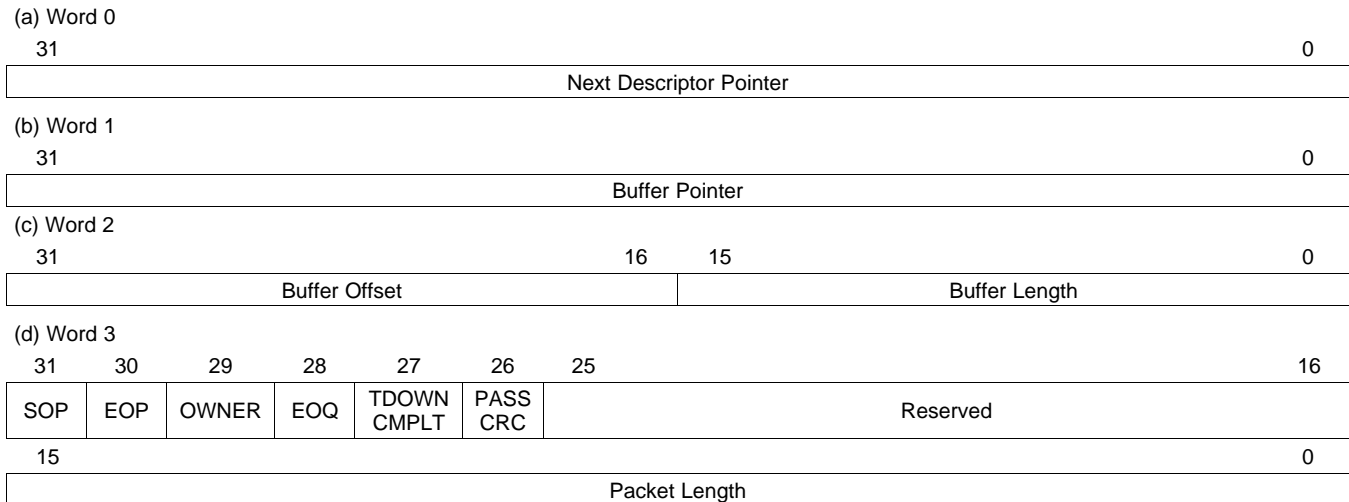 (a) Word 0
31 0
Next Descriptor Pointer
(b) Word 1
31 0
Buffer Pointer
(c) Word 2
31 16 15 0
Buffer Offset Buffer Length
(d) Word 3
31 30 29 28 27 26 25 16
SOP EOP OWNER EOQ TDOWN CMPLT PASS CRC Reserved
15 0
Packet Length